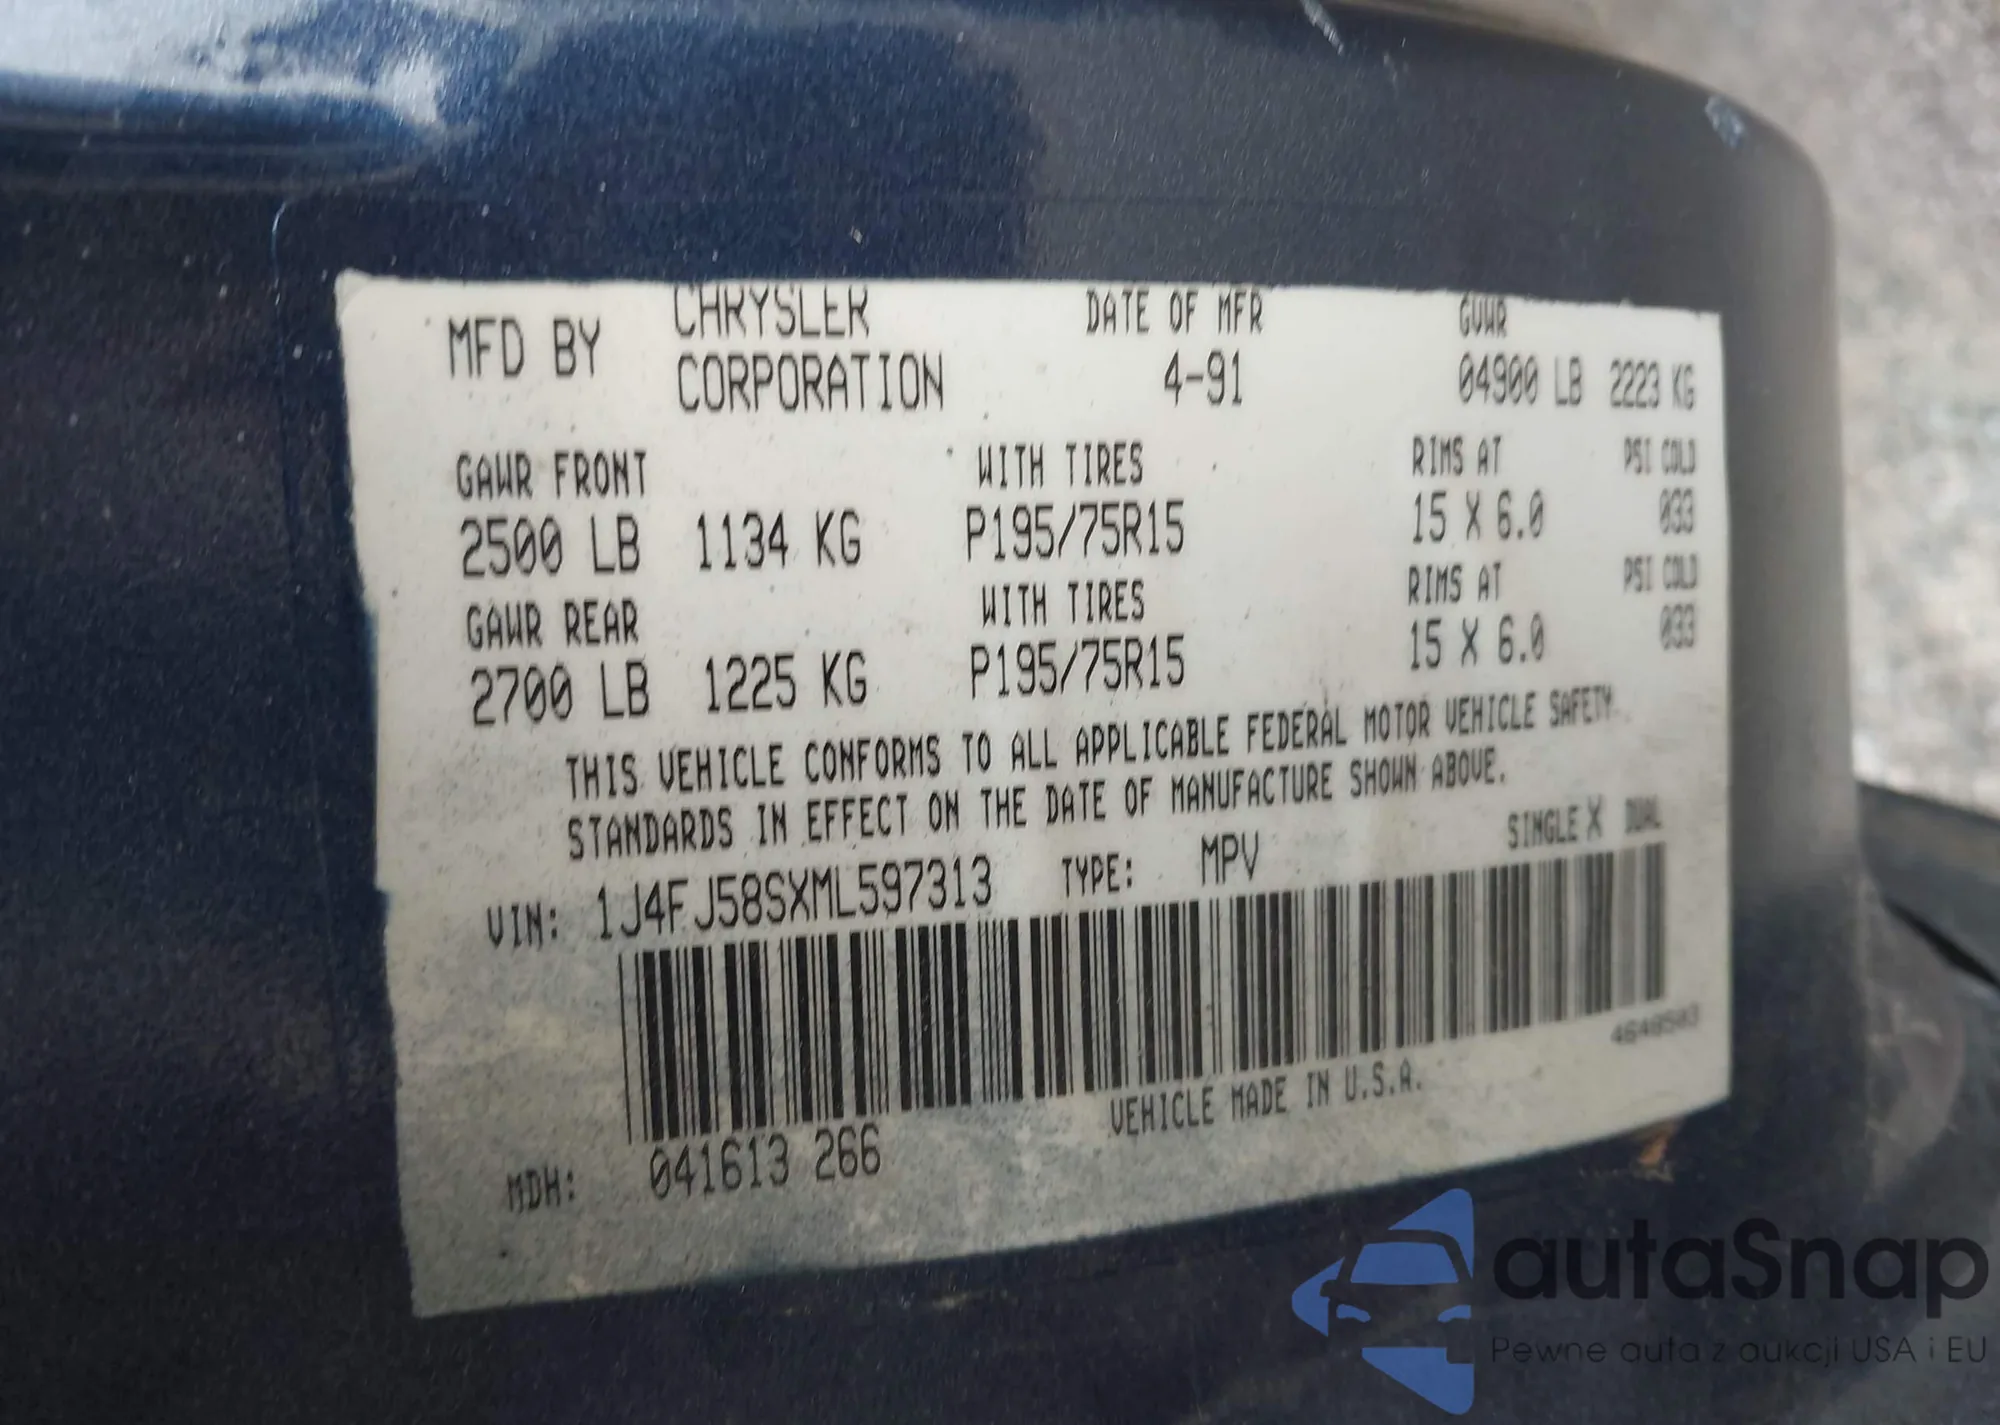 MFD BY CHRYSLER CORPORATION DATE OF MFR 4-91 GVWR 04900 LB 2223 KG
GAWR FRONT WITH TIRES RIMS AT PSI COLD
2500 LB 1134 KG P195/75R15 15 X 6.0 033
GAWR REAR WITH TIRES RIMS AT PSI COLD
2700 LB 1225 KG P195/75R15 15 X 6.0 033
THIS VEHICLE CONFORMS TO ALL APPLICABLE FEDERAL MOTOR VEHICLE SAFETY
STANDARDS IN EFFECT ON THE DATE OF MANUFACTURE SHOWN ABOVE.
VIN: 1J4FJ58SXML597313 TYPE: MPV SINGLE X DUAL
4640503
MDH: 041613 266 VEHICLE MADE IN U.S.A.
autaSnap
Pewne auta z aukcji USA i EU